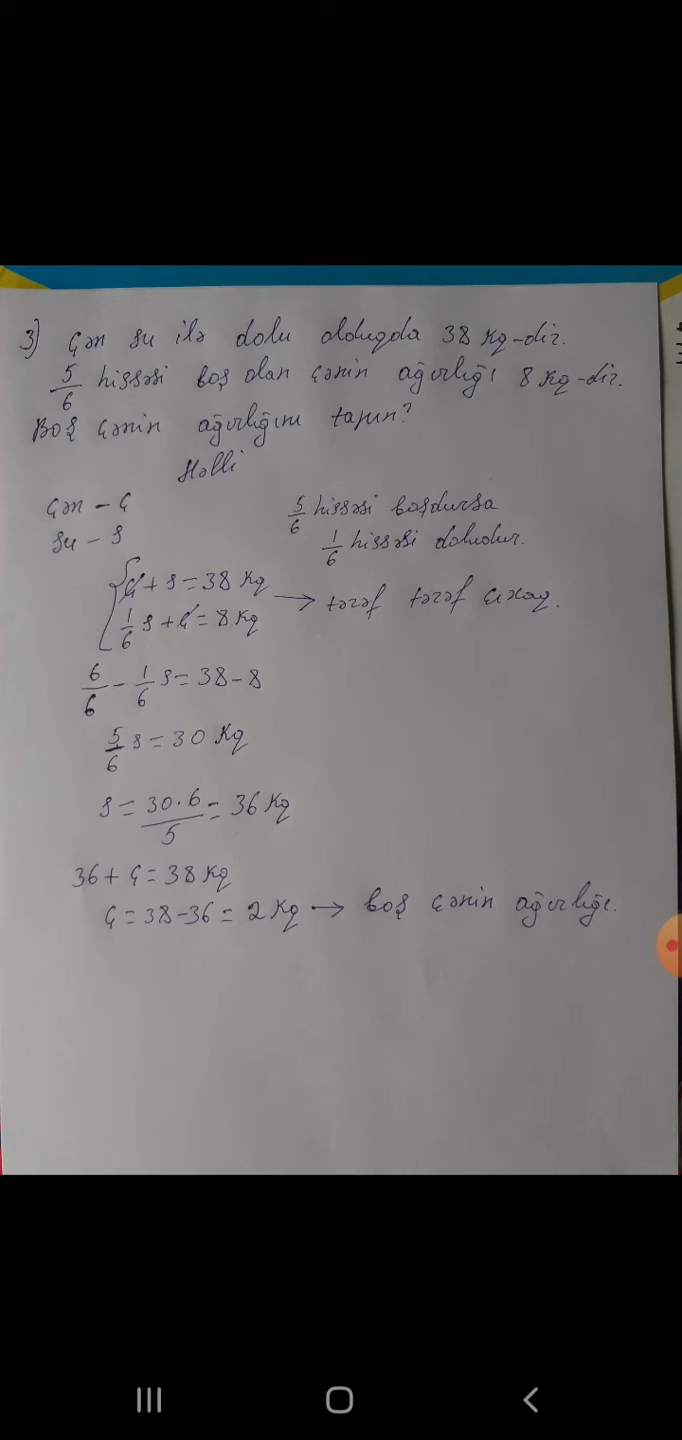 3) Çən su ilə dolu olduqda 38 kq-dir.
5/6 hissəsi boş olan çənin ağırlığı 8 kq-dir.
Boş çənin ağırlığını tapın?
Həlli
çən - ç
su - s
5/6 hissəsi boşdursa
1/6 hissəsi doludur.
ç + s = 38 kq
1/6 s + ç = 8 kq → tərəf tərəf çıxaq.
6/6 - 1/6 s = 38 - 8
5/6 s = 30 kq
s = 30 · 6 / 5 = 36 kq
36 + ç = 38 kq
ç = 38 - 36 = 2 kq → boş çənin ağırlığı.